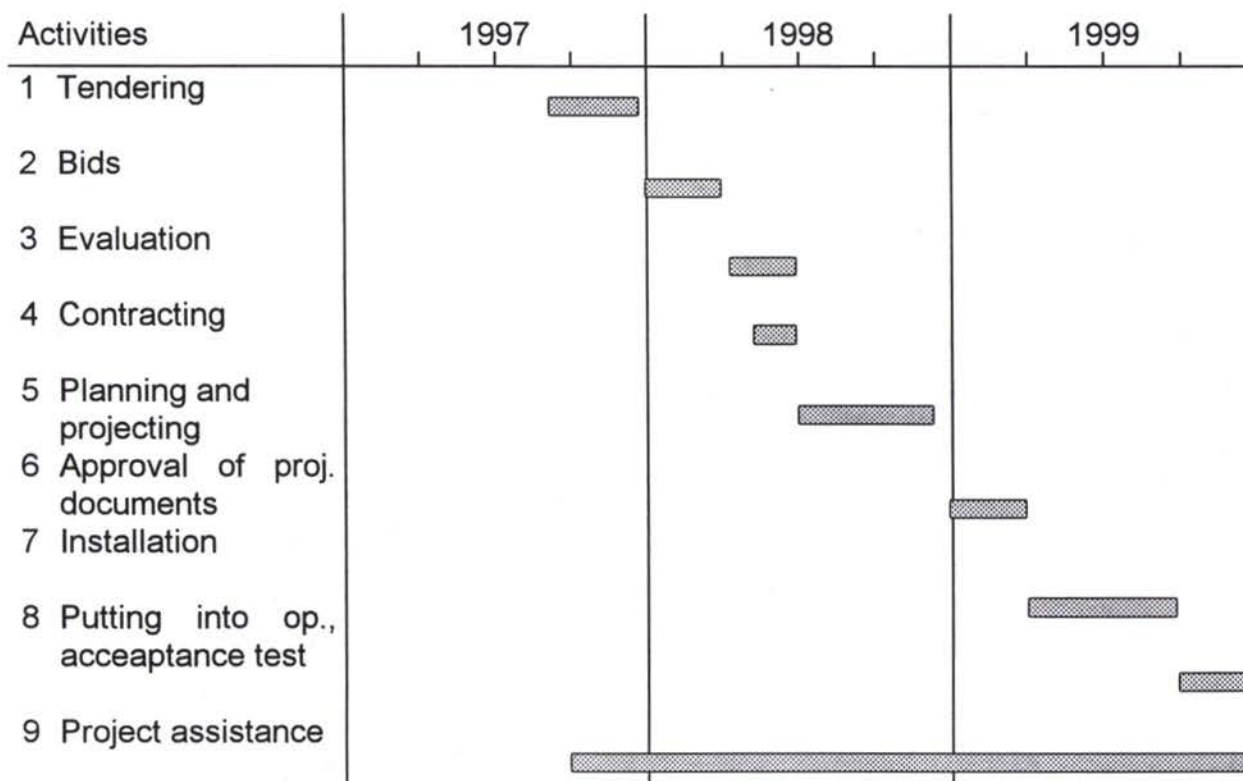 Activities 1997 1998 1999
1 Tendering
2 Bids
3 Evaluation
4 Contracting
5 Planning and
projecting
6 Approval of proj.
documents
7 Installation
8 Putting into op.,
acceaptance test
9 Project assistance